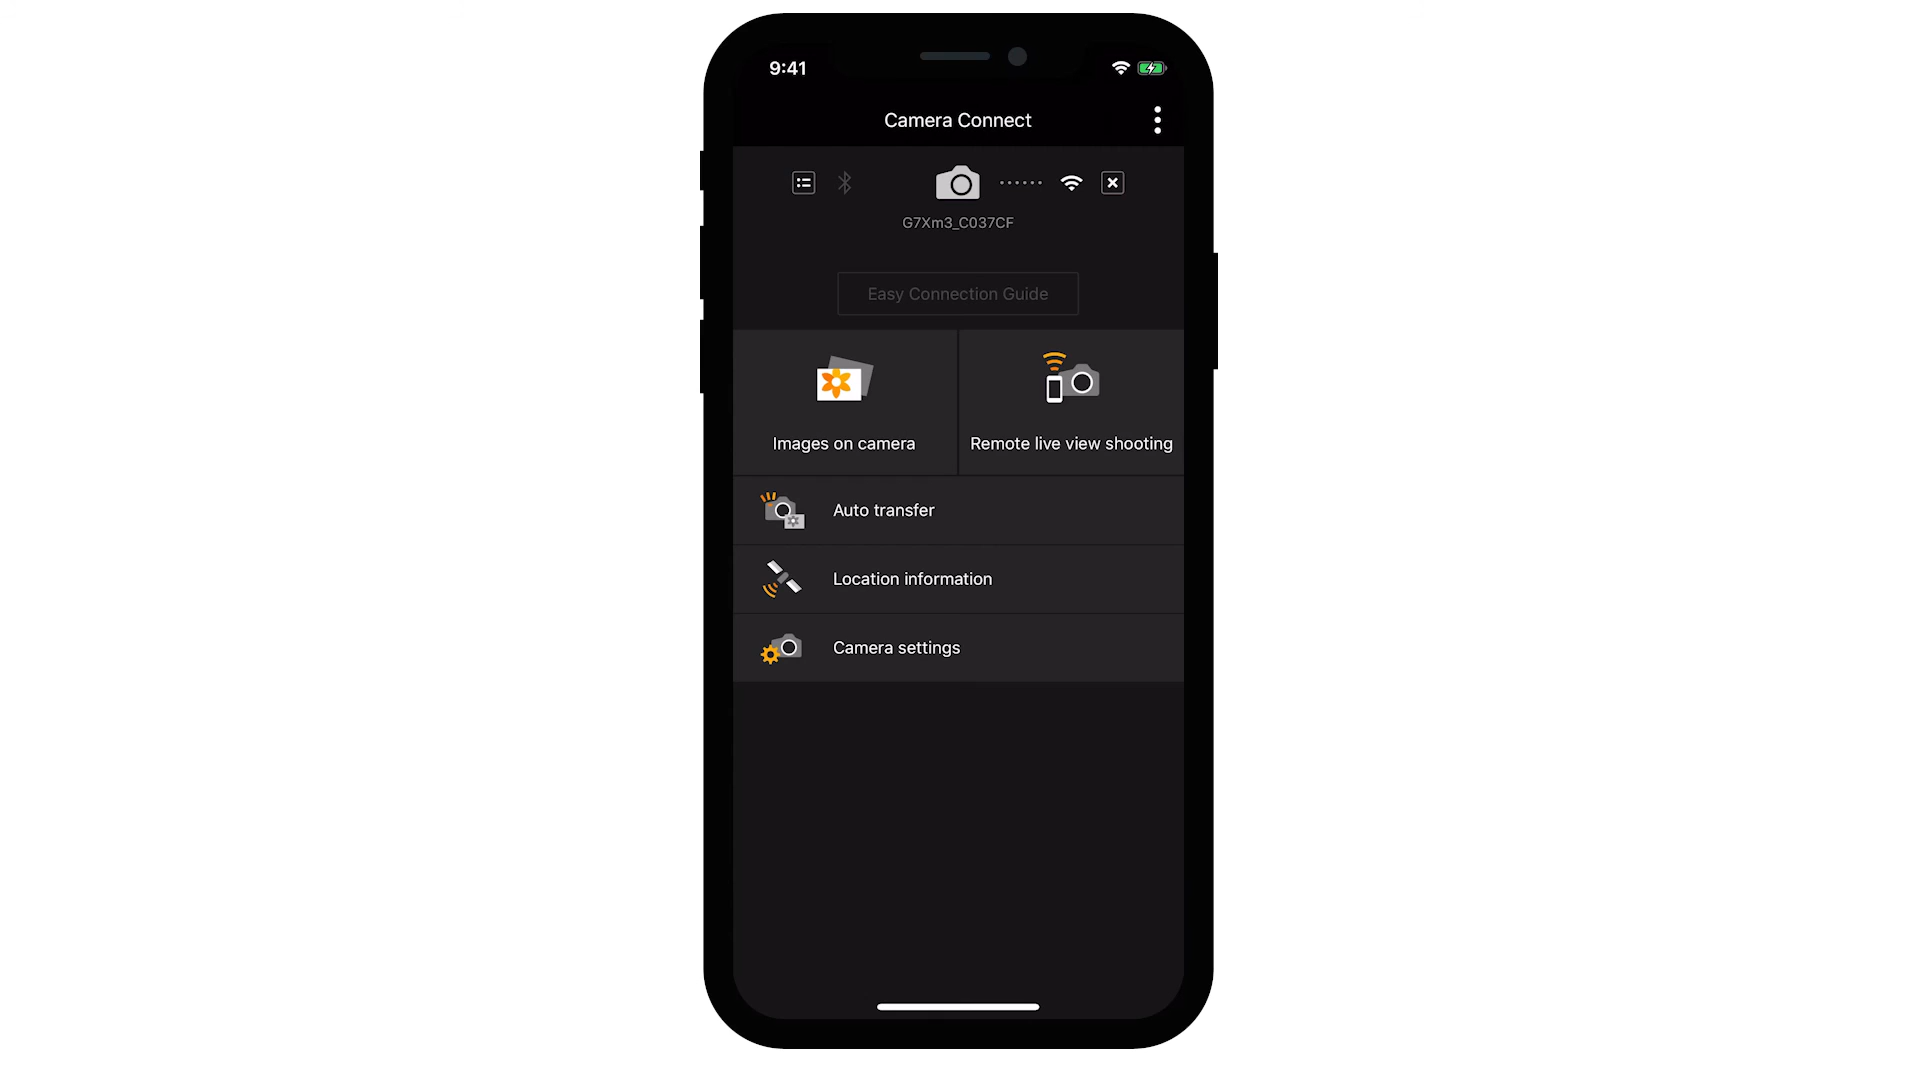 9:41
Camera Connect
G7Xm3_C037CF
Easy Connection Guide
Images on camera
Remote live view shooting
Auto transfer
Location information
Camera settings